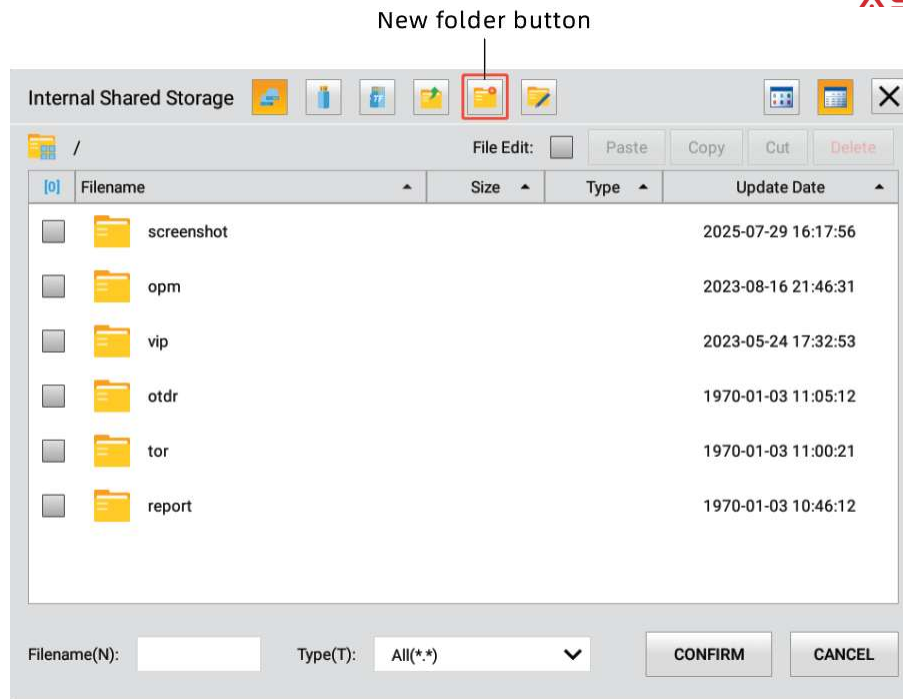 New folder button
Internal Shared Storage
/ File Edit: Paste Copy Cut Delete
[0] Filename Size Type Update Date
screenshot 2025-07-29 16:17:56
opm 2023-08-16 21:46:31
vip 2023-05-24 17:32:53
otdr 1970-01-03 11:05:12
tor 1970-01-03 11:00:21
report 1970-01-03 10:46:12
Filename(N): Type(T): All(*.*) CONFIRM CANCEL